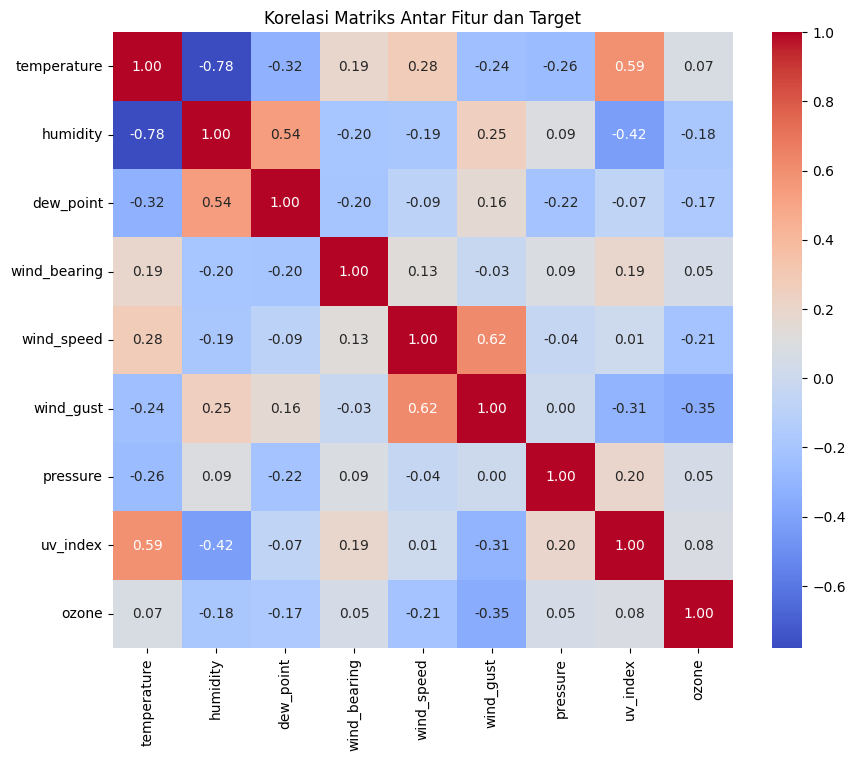 Korelasi Matriks Antar Fitur dan Target
temperature 1.00 -0.78 -0.32 0.19 0.28 -0.24 -0.26 0.59 0.07
humidity -0.78 1.00 0.54 -0.20 -0.19 0.25 0.09 -0.42 -0.18
dew_point -0.32 0.54 1.00 -0.20 -0.09 0.16 -0.22 -0.07 -0.17
wind_bearing 0.19 -0.20 -0.20 1.00 0.13 -0.03 0.09 0.19 0.05
wind_speed 0.28 -0.19 -0.09 0.13 1.00 0.62 -0.04 0.01 -0.21
wind_gust -0.24 0.25 0.16 -0.03 0.62 1.00 0.00 -0.31 -0.35
pressure -0.26 0.09 -0.22 0.09 -0.04 0.00 1.00 0.20 0.05
uv_index 0.59 -0.42 -0.07 0.19 0.01 -0.31 0.20 1.00 0.08
ozone 0.07 -0.18 -0.17 0.05 -0.21 -0.35 0.05 0.08 1.00
temperature humidity dew_point wind_bearing wind_speed wind_gust pressure uv_index ozone
1.0
0.8
0.6
0.4
0.2
0.0
−0.2
−0.4
−0.6